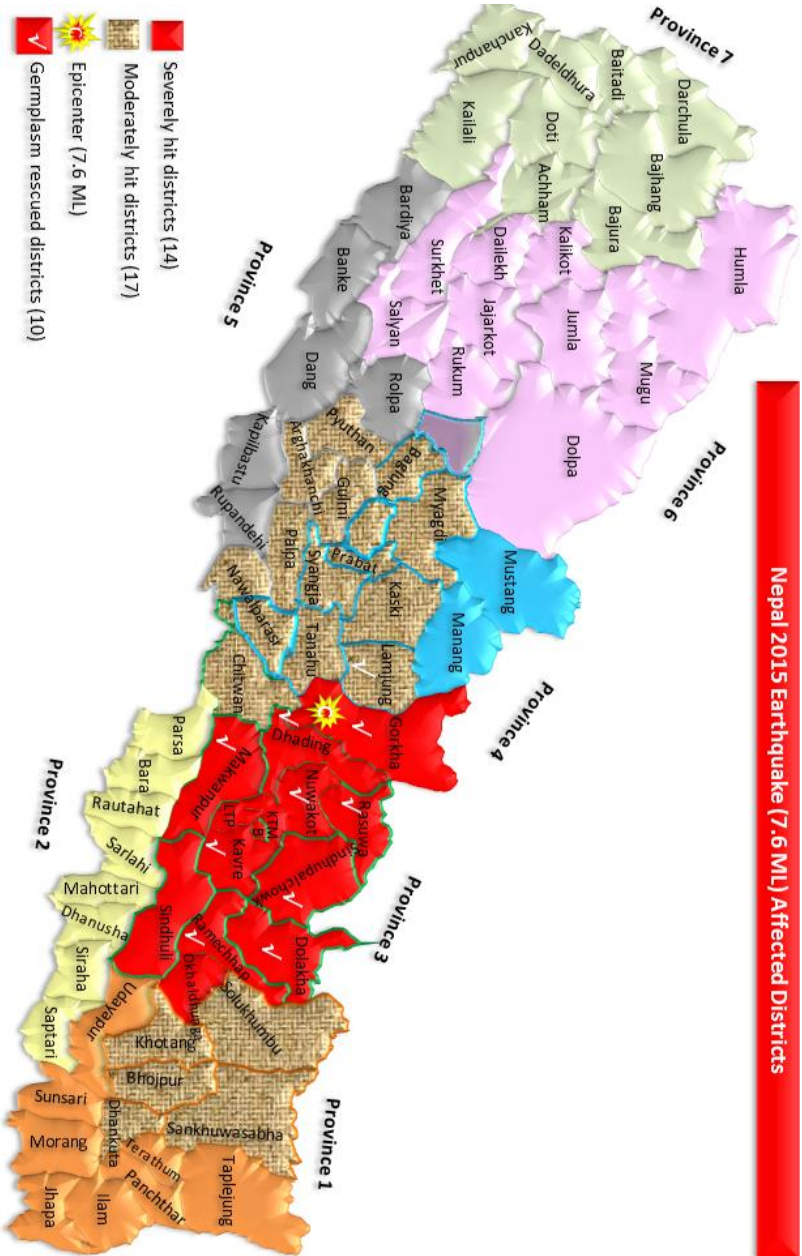 Nepal 2015 Earthquake (7.6 ML) Affected Districts
Province 7
Darchula
Baitadi
Dadeldhura
Kanchanpur
Bajhang
Doti
Kailali
Achham
Bajura
Province 6
Humla
Mugu
Kalikot
Jumla
Dailekh
Surkhet
Jajarkot
Salyan
Rukum
Dolpa
Province 5
Bardiya
Banke
Dang
Rolpa
Pyuthan
Kapilbastu
Arghakhanchi
Gulmi
Rupandehi
Palpa
Nawalparasi
Province 4
Mustang
Manang
Myagdi
Baglung
Prabat
Kaski
Syangja
Tanahu
Lamjung
Gorkha
Province 3
Chitwan
Dhading
Makwanpur
Nuwakot
Rasuwa
KTM
B
LTP
Kavre
Sindhupalchowk
Dolakha
Ramechhap
Sindhuli
Province 2
Parsa
Bara
Rautahat
Sarlahi
Mahottari
Dhanusha
Siraha
Saptari
Province 1
Okhaldhunga
Solukhumbu
Udayapur
Khotang
Bhojpur
Sankhuwasabha
Dhankuta
Terathum
Sunsari
Morang
Taplejung
Panchthar
Ilam
Jhapa
Severely hit districts (14)
Moderately hit districts (17)
Epicenter (7.6 ML)
Germplasm rescued districts (10)